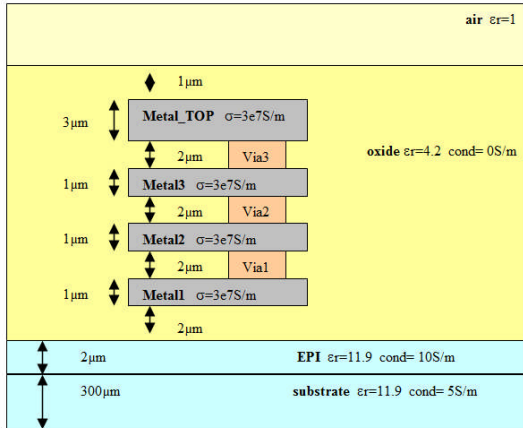 air εr=1
1μm
3μm
Metal_TOP σ=3e7S/m
oxide εr=4.2 cond= 0S/m
2μm
Via3
1μm
Metal3 σ=3e7S/m
2μm
Via2
1μm
Metal2 σ=3e7S/m
2μm
Via1
1μm
Metal1 σ=3e7S/m
2μm
2μm
EPI εr=11.9 cond= 10S/m
300μm
substrate εr=11.9 cond= 5S/m